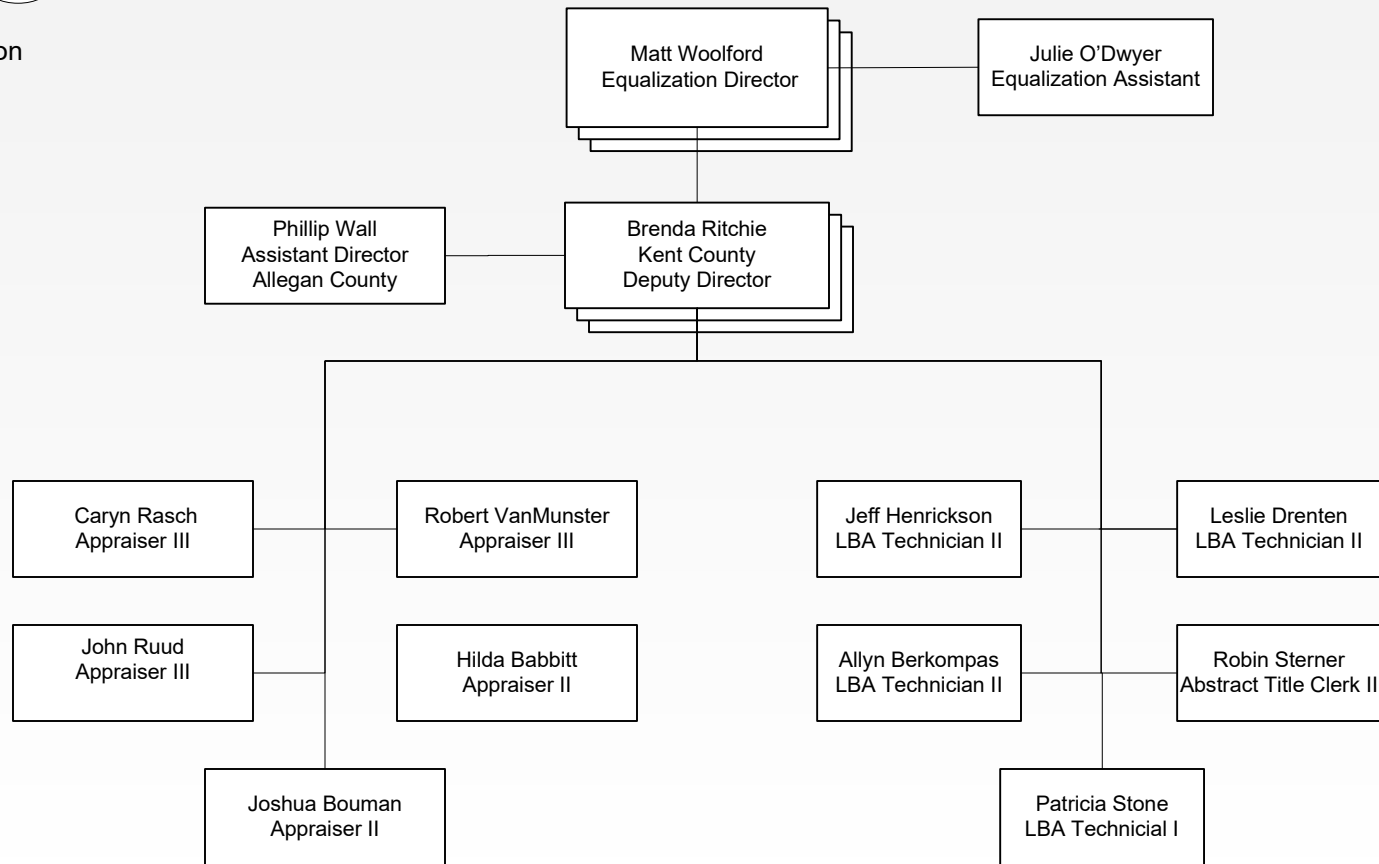 on
Matt Woolford
Equalization Director
Julie O’Dwyer
Equalization Assistant
Phillip Wall
Assistant Director
Allegan County
Brenda Ritchie
Kent County
Deputy Director
Caryn Rasch
Appraiser III
Robert VanMunster
Appraiser III
Jeff Henrickson
LBA Technician II
Leslie Drenten
LBA Technician II
John Ruud
Appraiser III
Hilda Babbitt
Appraiser II
Allyn Berkompas
LBA Technician II
Robin Sterner
Abstract Title Clerk II
Joshua Bouman
Appraiser II
Patricia Stone
LBA Technicial I